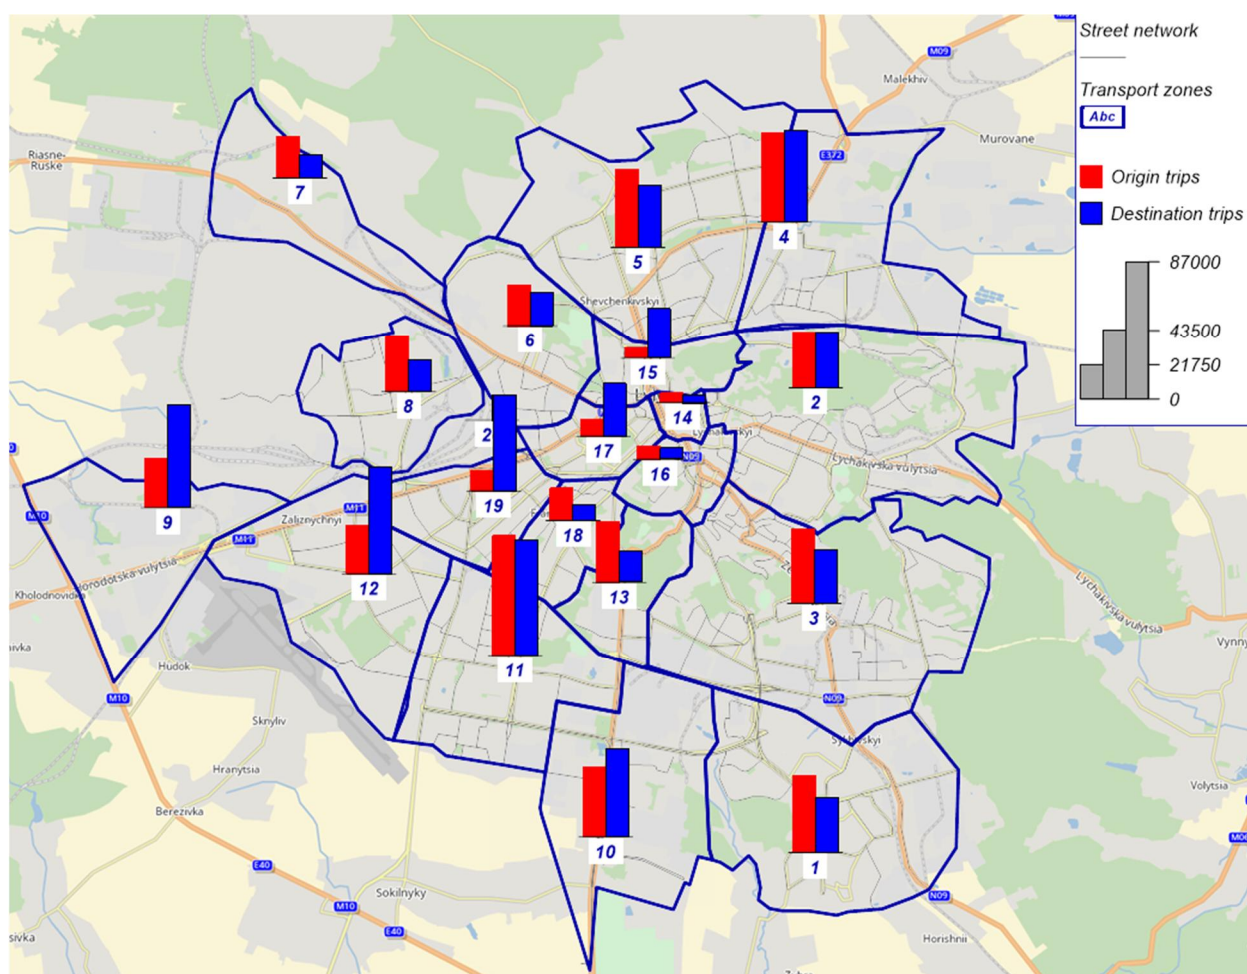 M09
Street network
Malekhiv
Transport zones
Abc
Murovane
E372
Riasne-
Ruske
7
Origin trips
Destination trips
4
5
87000
43500
21750
0
Shevchenkivskyi
6
15
8
2
14
2
17
N09
16
Lychakivska vulytsia
19
9
M10
M11
Zaliznychnyi
18
M11
12
13
3
Horodotska vulytsia
Kholodnovidka
Lychakivska vulytsia
11
Hudok
M10
N09
Sknyliv
Hranytsia
Berezivka
10
1
Volytsia
E40
Sokilnyky
M10
N09
E40
Horishnii